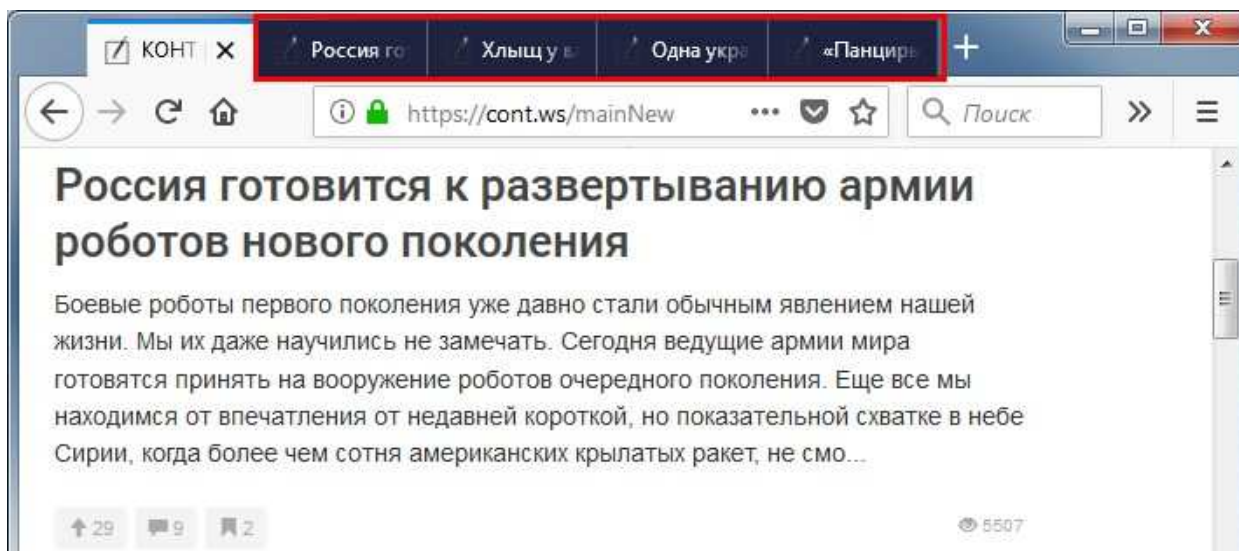 КОНТ
Россия го
Хлыщ у в
Одна укра
«Панцирь
https://cont.ws/mainNew
Поиск
Россия готовится к развертыванию армии
роботов нового поколения
Боевые роботы первого поколения уже давно стали обычным явлением нашей
жизни. Мы их даже научились не замечать. Сегодня ведущие армии мира
готовятся принять на вооружение роботов очередного поколения. Еще все мы
находимся от впечатления от недавней короткой, но показательной схватке в небе
Сирии, когда более чем сотня американских крылатых ракет, не смо...
29 9 2 5507